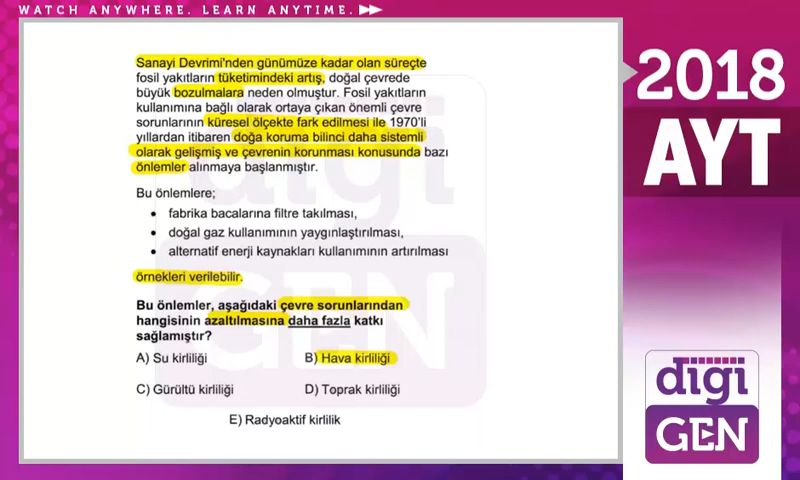 WATCH ANYWHERE. LEARN ANYTIME.
Sanayi Devrimi'nden günümüze kadar olan süreçte
fosil yakıtların tüketimindeki artış, doğal çevrede
büyük bozulmalara neden olmuştur. Fosil yakıtların
kullanımına bağlı olarak ortaya çıkan önemli çevre
sorunlarının küresel ölçekte fark edilmesi ile 1970'li
yıllardan itibaren doğa koruma bilinci daha sistemli
olarak gelişmiş ve çevrenin korunması konusunda bazı
önlemler alınmaya başlanmıştır.
Bu önlemlere;
• fabrika bacalarına filtre takılması,
• doğal gaz kullanımının yaygınlaştırılması,
• alternatif enerji kaynakları kullanımının artırılması
örnekleri verilebilir.
Bu önlemler, aşağıdaki çevre sorunlarından
hangisinin azaltılmasına daha fazla katkı
sağlamıştır?
A) Su kirliliği
B) Hava kirliliği
C) Gürültü kirliliği
D) Toprak kirliliği
E) Radyoaktif kirlilik
2018
AYT
digi
GEN
digi
GEN